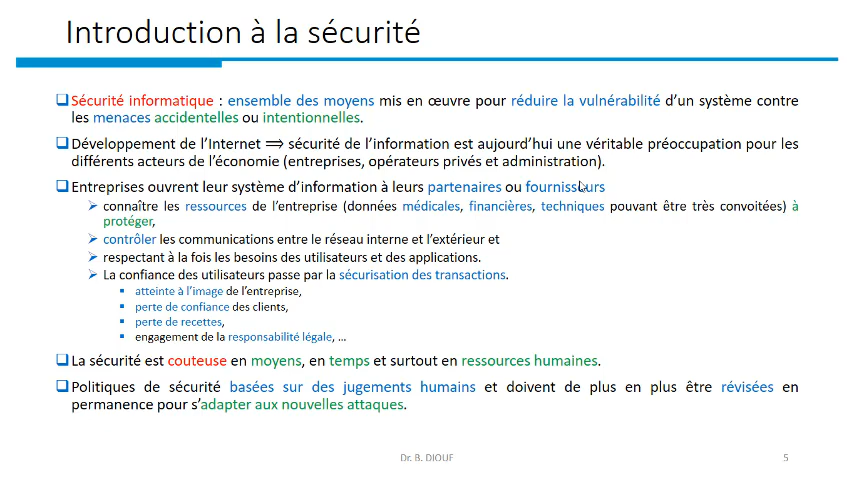 Introduction à la sécurité
❑Sécurité informatique : ensemble des moyens mis en œuvre pour réduire la vulnérabilité d'un système contre
les menaces accidentelles ou intentionnelles.
❑Développement de l'Internet ⟹ sécurité de l'information est aujourd'hui une véritable préoccupation pour les
différents acteurs de l'économie (entreprises, opérateurs privés et administration).
❑Entreprises ouvrent leur système d'information à leurs partenaires ou fournisseurs
➢ connaître les ressources de l'entreprise (données médicales, financières, techniques pouvant être très convoitées) à
protéger,
➢ contrôler les communications entre le réseau interne et l'extérieur et
➢ respectant à la fois les besoins des utilisateurs et des applications.
➢ La confiance des utilisateurs passe par la sécurisation des transactions.
▪ atteinte à l'image de l'entreprise,
▪ perte de confiance des clients,
▪ perte de recettes,
▪ engagement de la responsabilité légale, ...
❑La sécurité est couteuse en moyens, en temps et surtout en ressources humaines.
❑Politiques de sécurité basées sur des jugements humains et doivent de plus en plus être révisées en
permanence pour s'adapter aux nouvelles attaques.
Dr. B. DIOUF
5